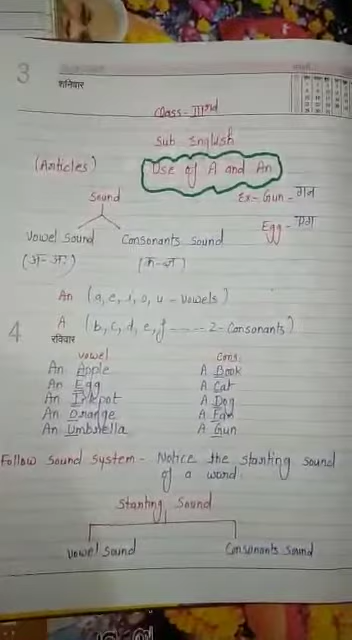 3
शनिवार
Class-IIIrd
Sub English
(Articles) Use of A and An
Sound Ex- Gun - गन
Egg - एग
Vowel Sound Consonants sound
(अ-अः) (क-ज्ञ)
An (a, e, i, o, u - Vowels)
A (b, c, d, e, f ----- Z- Consonants)
4
रविवार
Vowel Cons.
An Apple A Book
An Egg A Cat
An Inkpot A Dog
An Orange A Fan
An Umbrella A Gun
Follow Sound System - Notice the starting sound
of a word.
Starting Sound
Vowel Sound Consonants sound